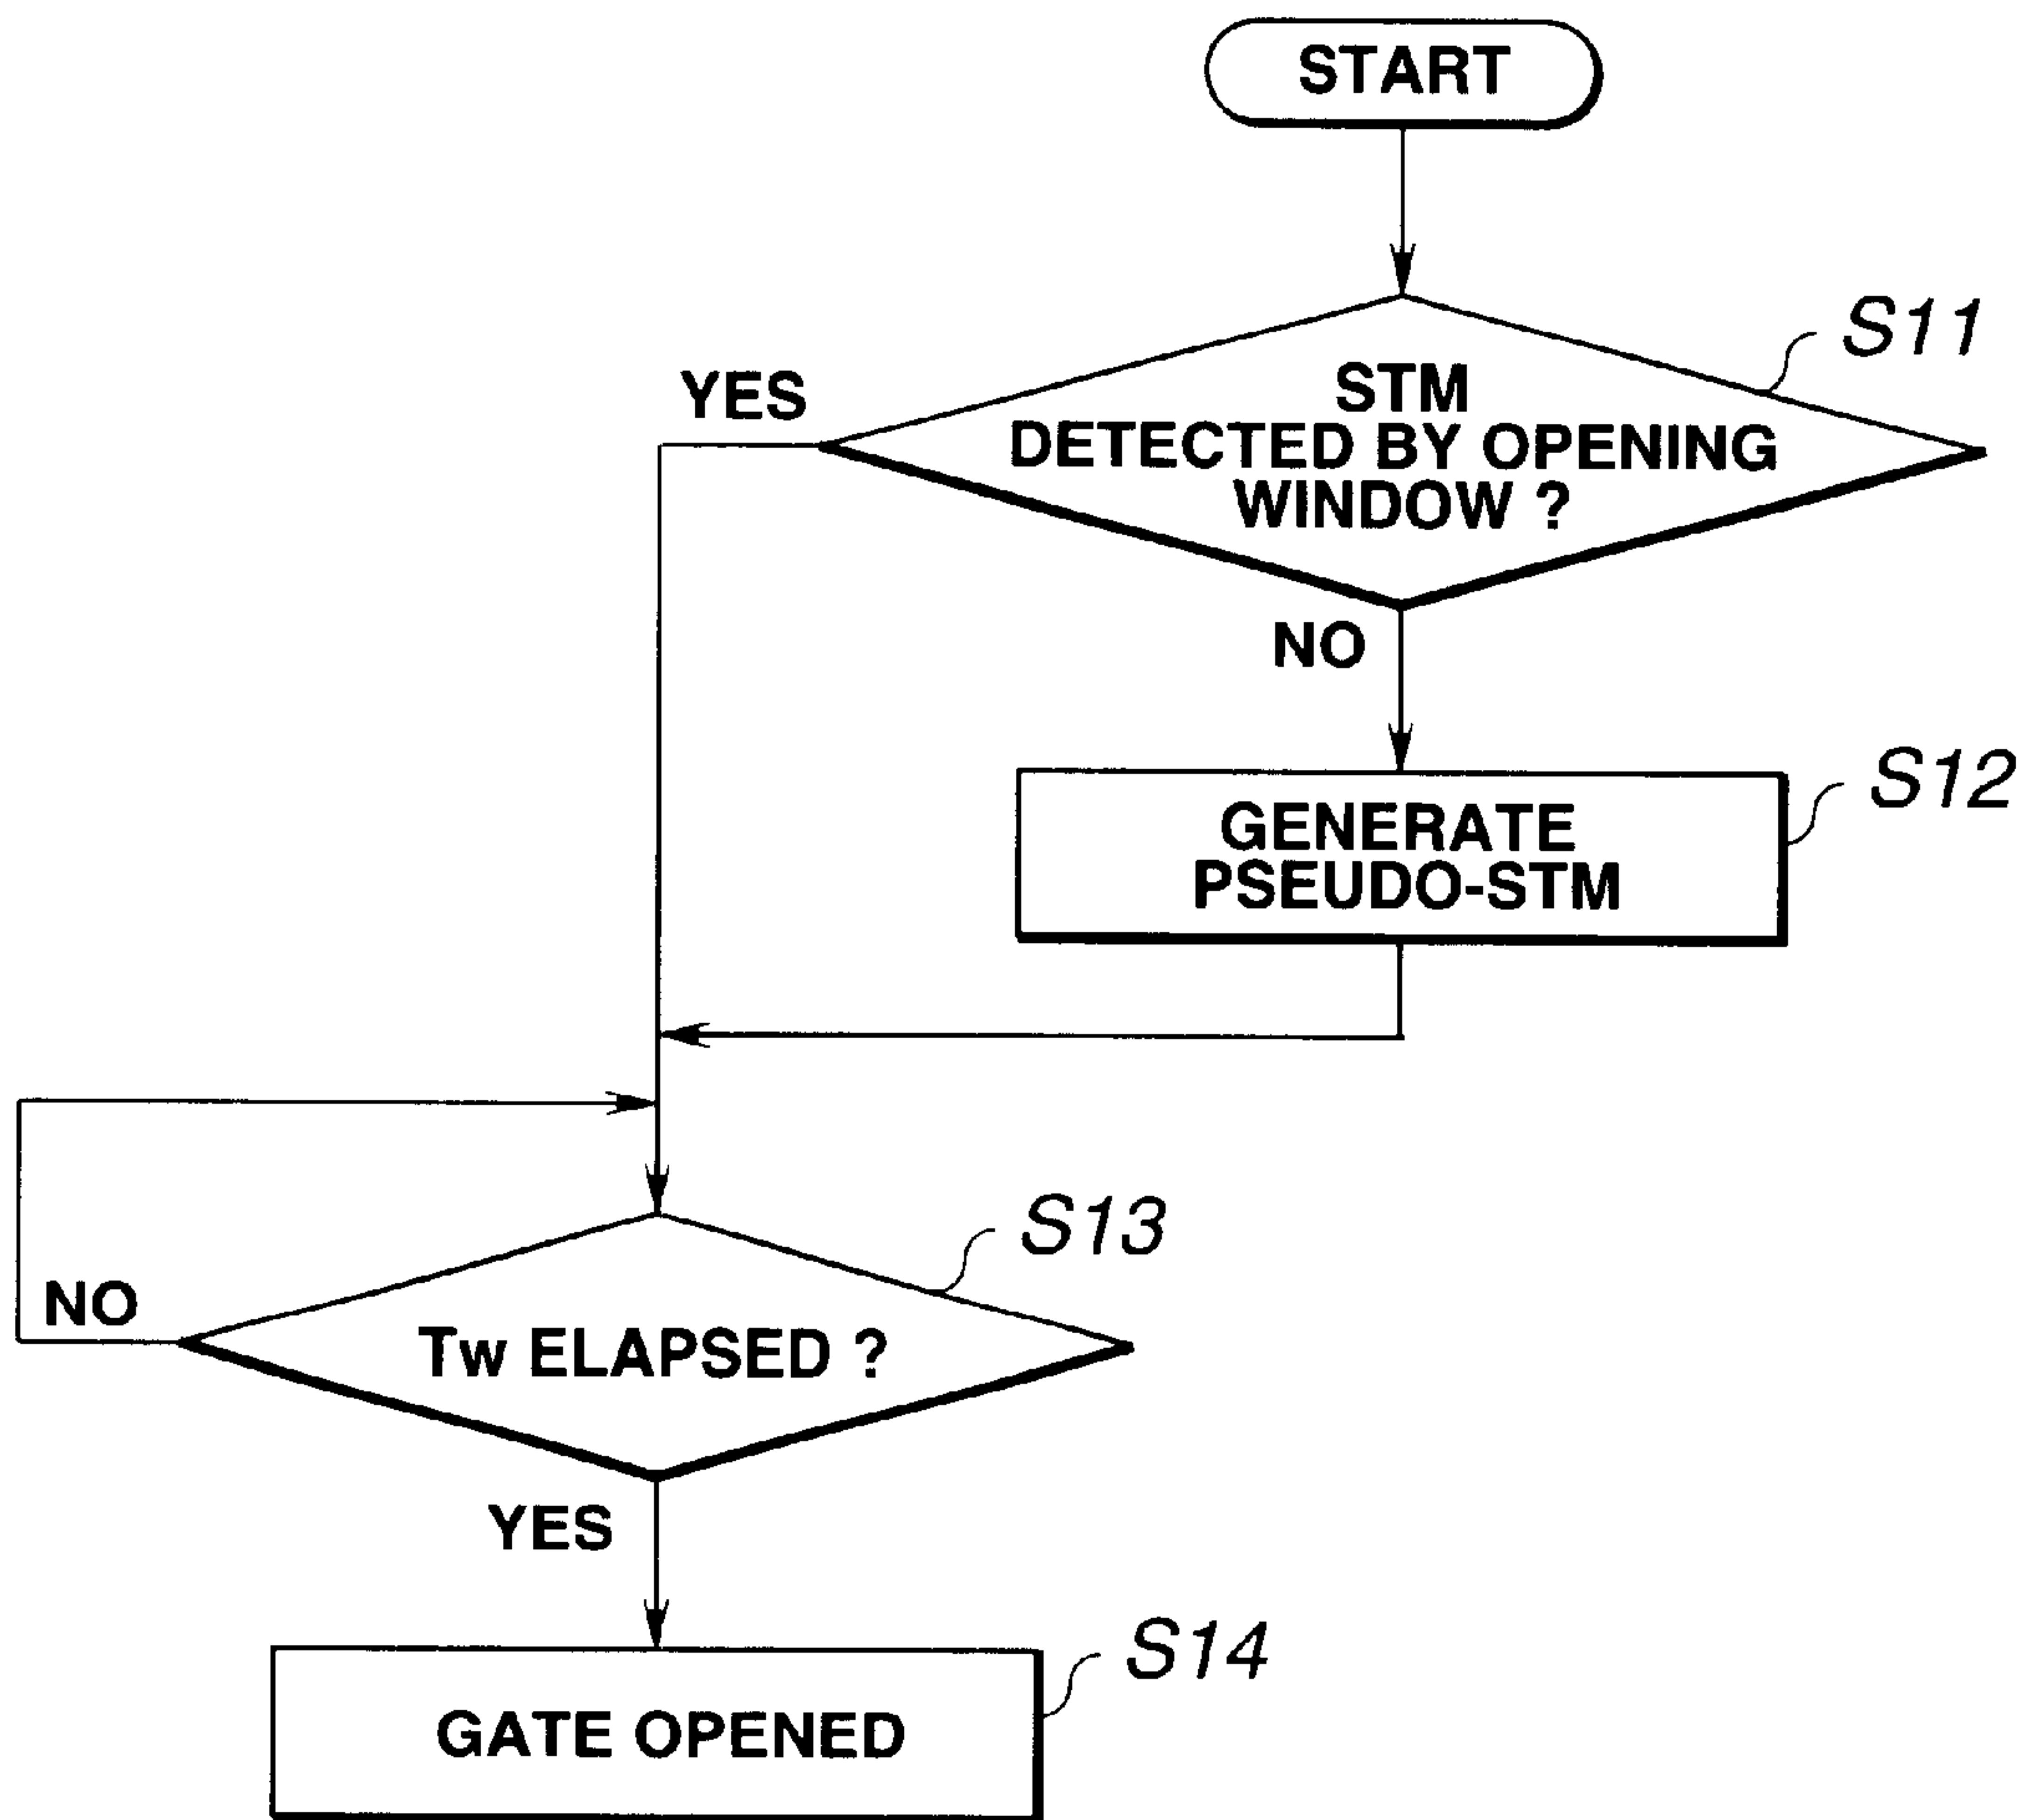 START
S11
YES
STM
DETECTED BY OPENING
WINDOW ?
NO
S12
GENERATE
PSEUDO-STM
S13
NO
Tw ELAPSED ?
YES
S14
GATE OPENED